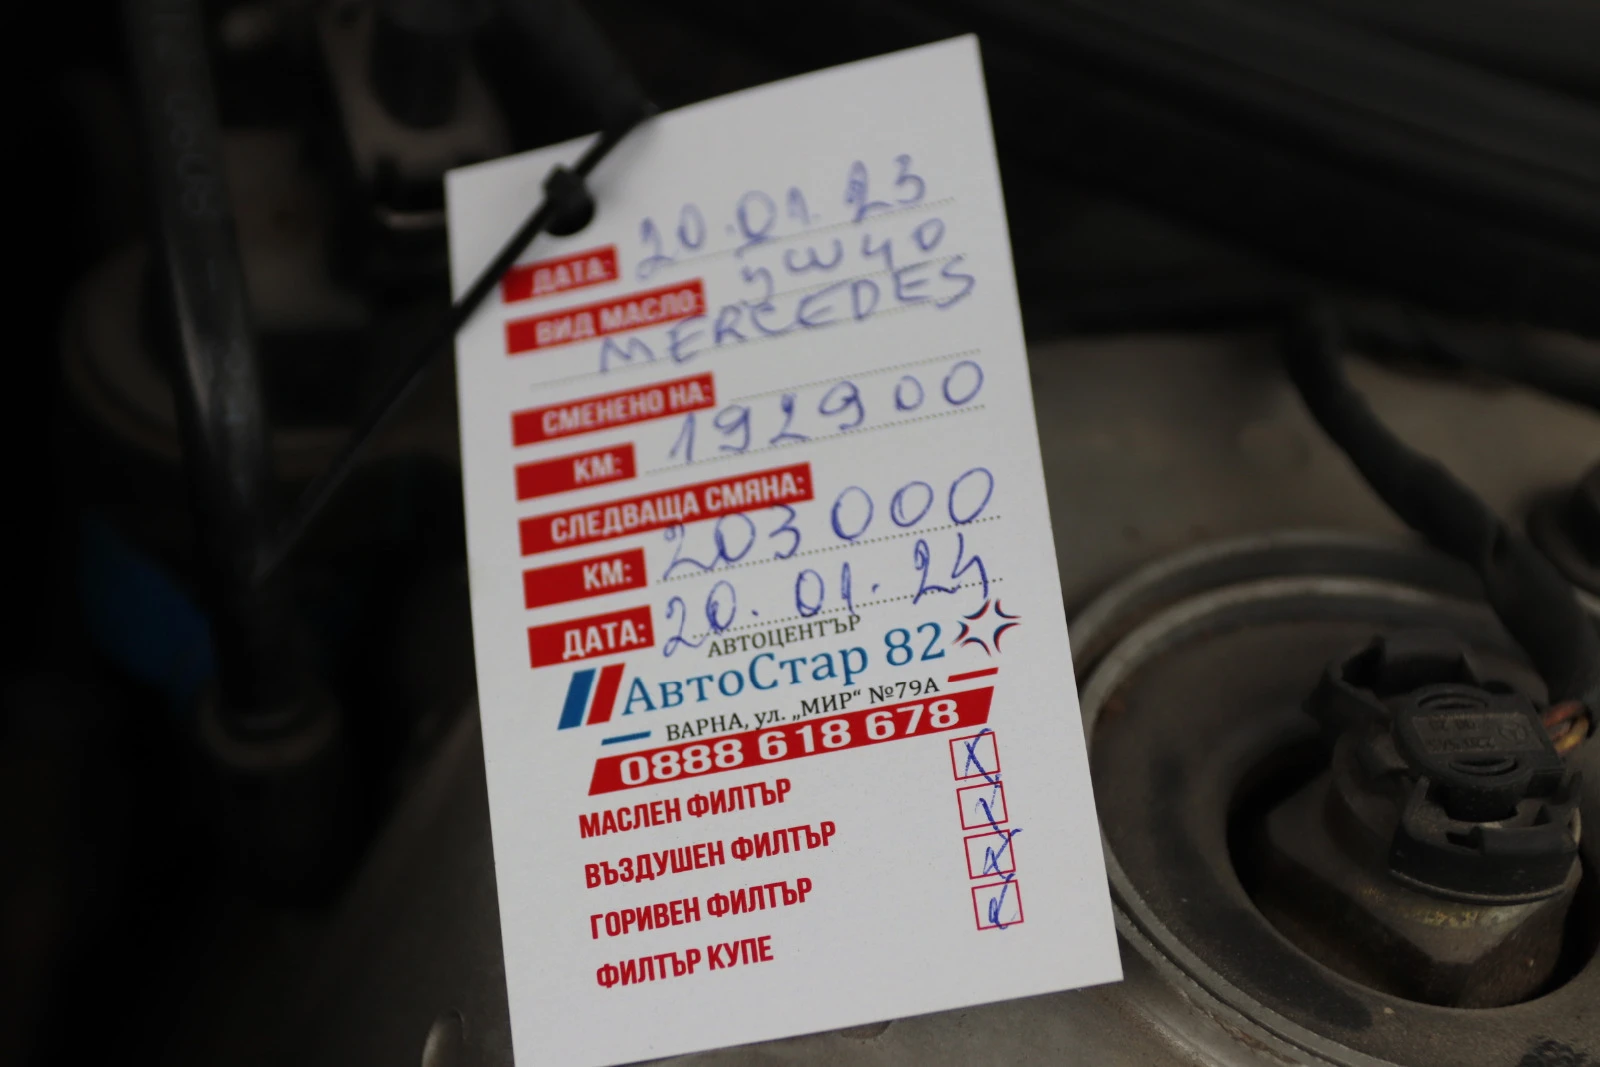 ДАТА: 20.01.23
ВИД МАСЛО: 5W40
MERCEDES
СМЕНЕНО НА:
КМ: 192900
СЛЕДВАЩА СМЯНА:
КМ: 203000
ДАТА: 20.01.24
АВТОЦЕНТЪР
АвтоСтар 82
ВАРНА, ул. „МИР“ №79А
0888 618 678
МАСЛЕН ФИЛТЪР
ВЪЗДУШЕН ФИЛТЪР
ГОРИВЕН ФИЛТЪР
ФИЛТЪР КУПЕ